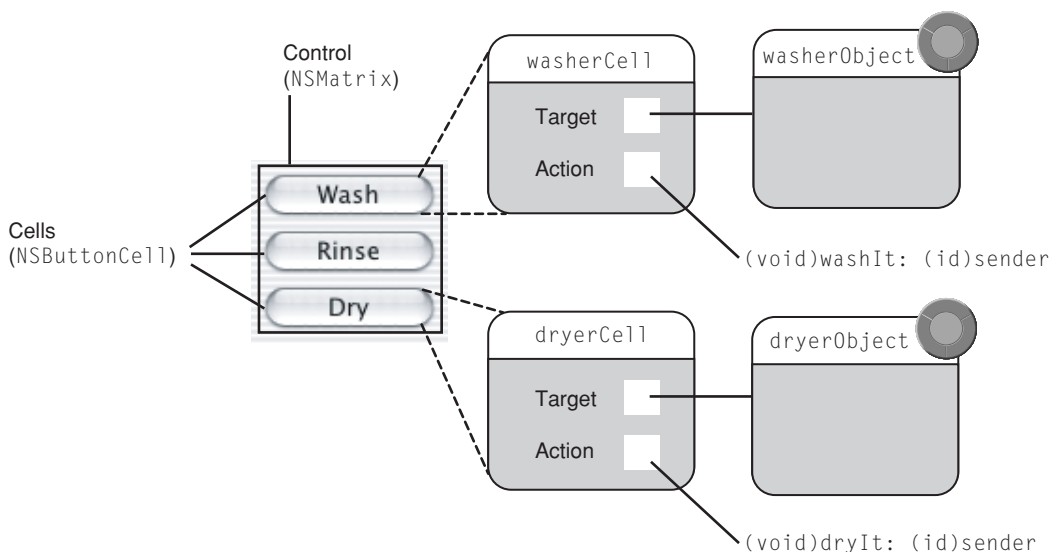 Control
(NSMatrix)
Cells
(NSButtonCell)
Wash
Rinse
Dry
washerCell
Target
Action
washerObject
(void)washIt: (id)sender
dryerCell
Target
Action
dryerObject
(void)dryIt: (id)sender